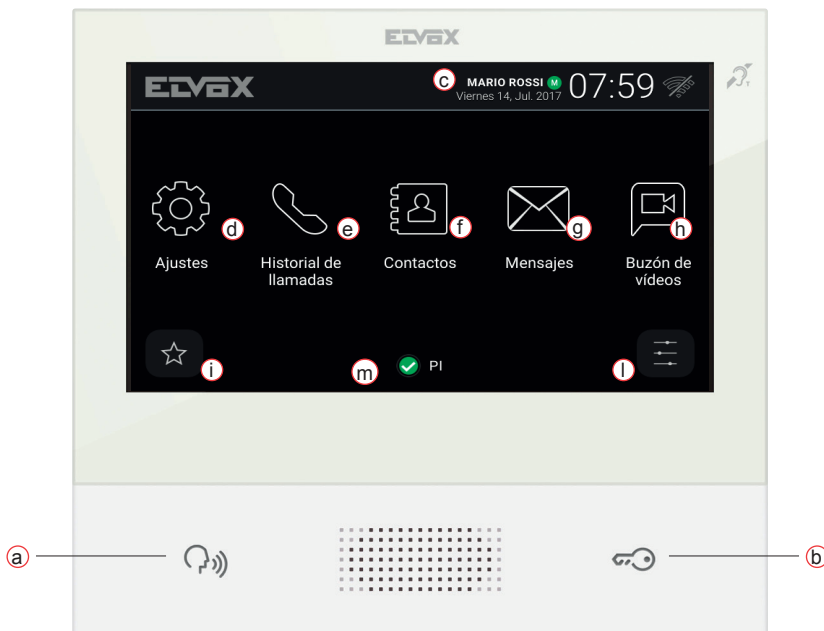 ELVOX
ELVOX
c MARIO ROSSI M 07:59
Viernes 14, Jul. 2017
T
d e f g h
Ajustes Historial de llamadas Contactos Mensajes Buzón de vídeos
i m PI l
a b